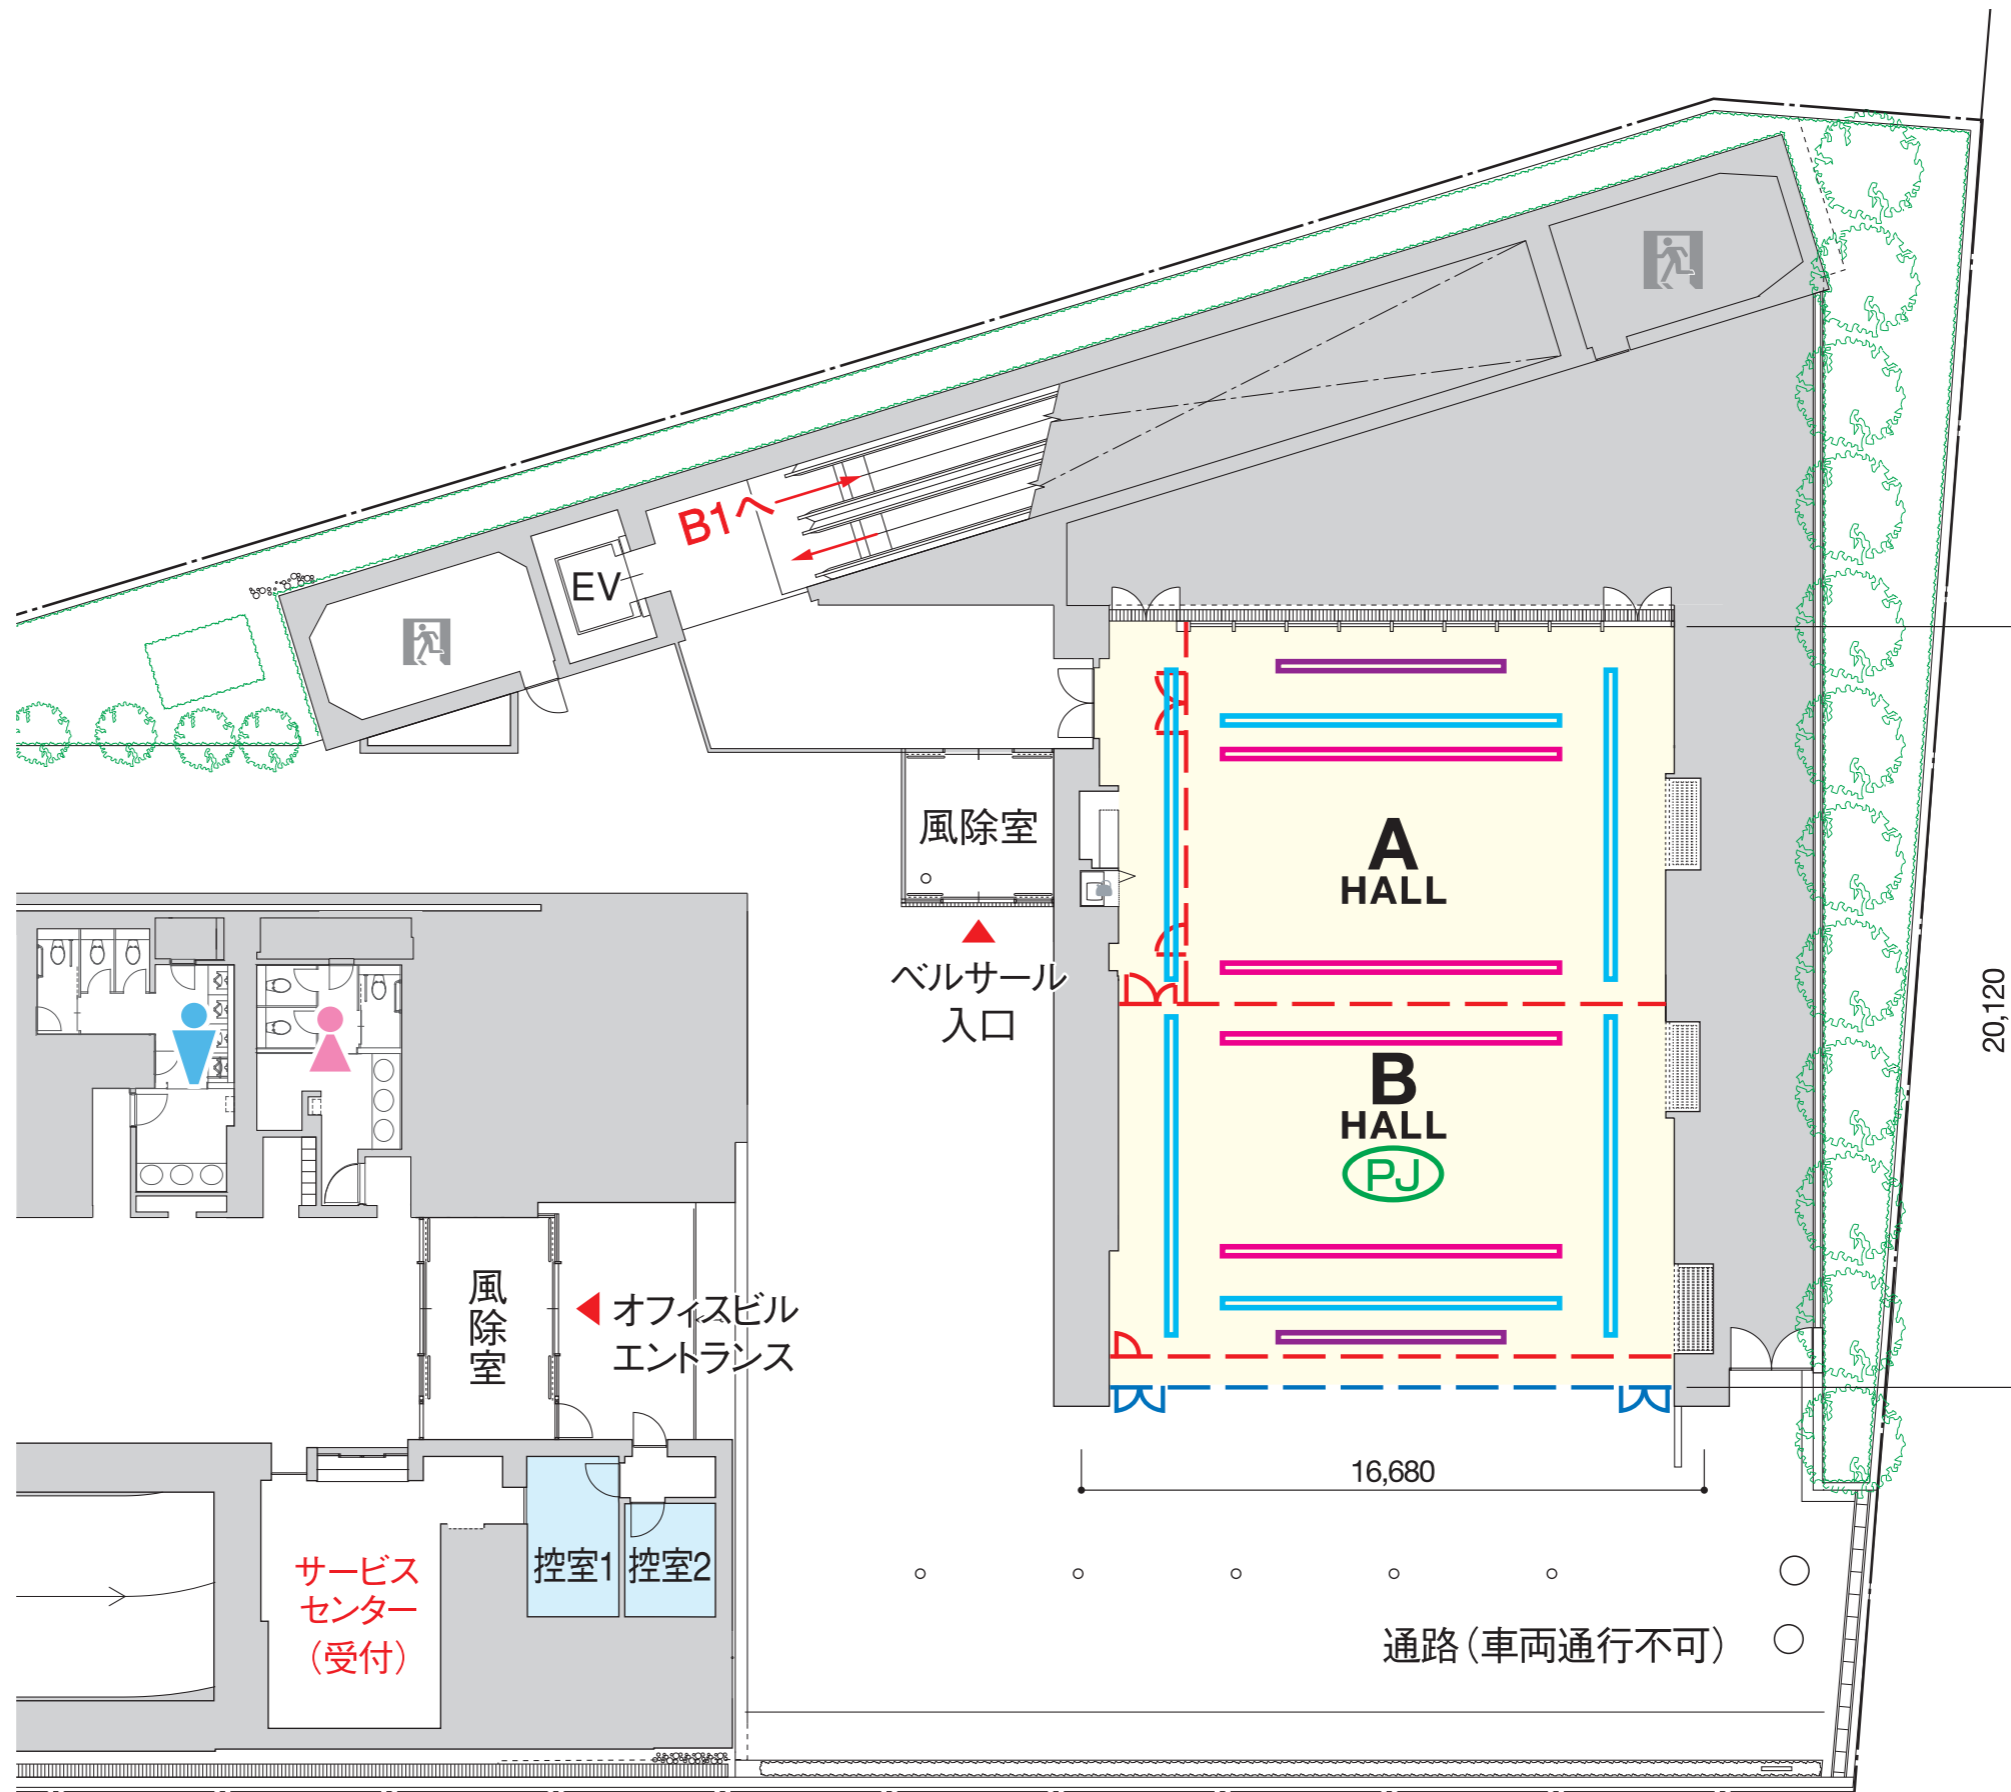 B1へ
EV
風除室
ベルサール
入口
A
HALL
B
HALL
PJ
20,120
16,680
風除室
オフィスビル
エントランス
控室1
控室2
サービス
センター
（受付）
通路（車両通行不可）